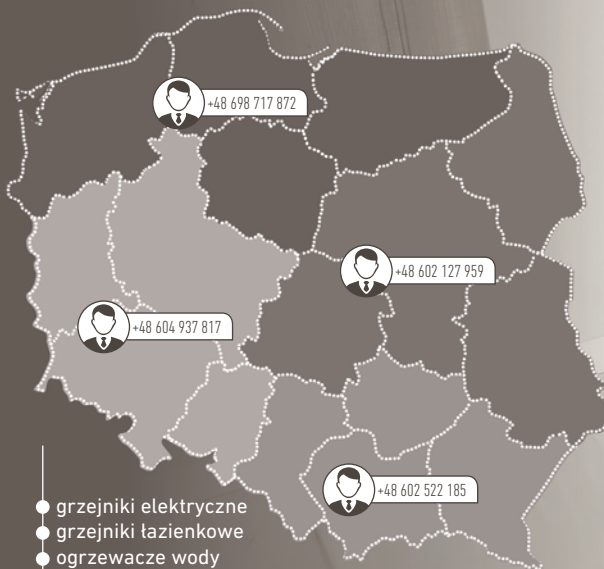 +48 698 717 872
+48 602 127 959
+48 604 937 817
+48 602 522 185
grzejniki elektryczne
grzejniki łazienkowe
ogrzewacze wody